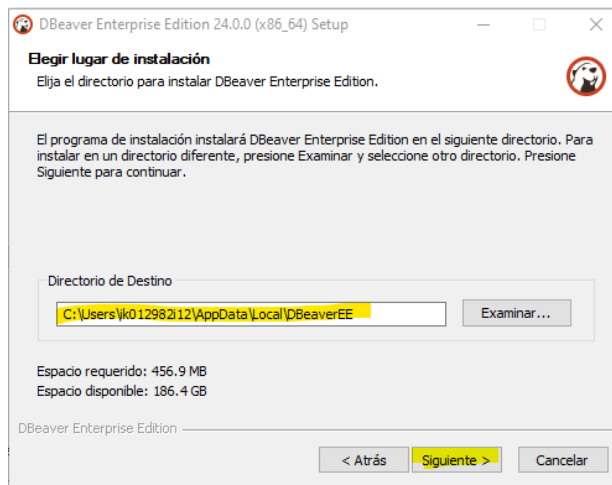 DBeaver Enterprise Edition 24.0.0 (x86_64) Setup
Elegir lugar de instalación
Elija el directorio para instalar DBeaver Enterprise Edition.
El programa de instalación instalará DBeaver Enterprise Edition en el siguiente directorio. Para
instalar en un directorio diferente, presione Examinar y seleccione otro directorio. Presione
Siguiente para continuar.
Directorio de Destino
C:\Users\jk012982i12\AppData\Local\DBeaverEE
Examinar...
Espacio requerido: 456.9 MB
Espacio disponible: 186.4 GB
DBeaver Enterprise Edition
< Atrás
Siguiente >
Cancelar